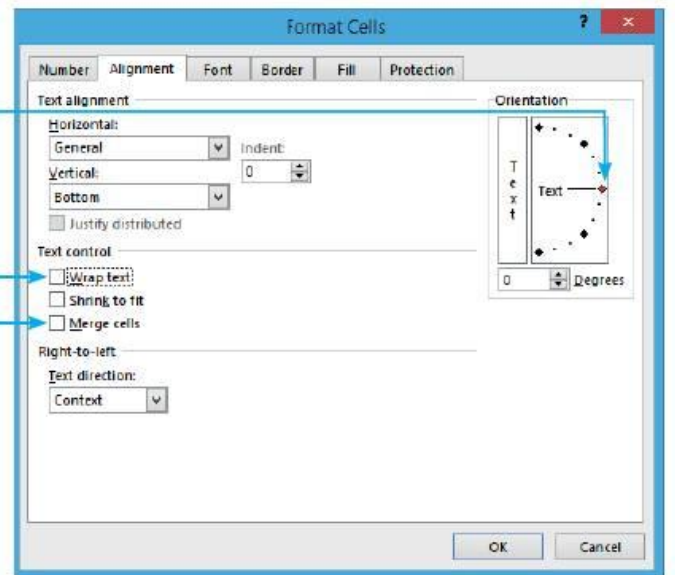 Format Cells ?
Number Alignment Font Border Fill Protection
Text alignment
Horizontal:
General
Indent:
0
Vertical:
Bottom
Justify distributed
Text control
Wrap text
Shrink to fit
Merge cells
Right-to-left
Text direction:
Context
Orientation
Text
Text
0 Degrees
OK Cancel